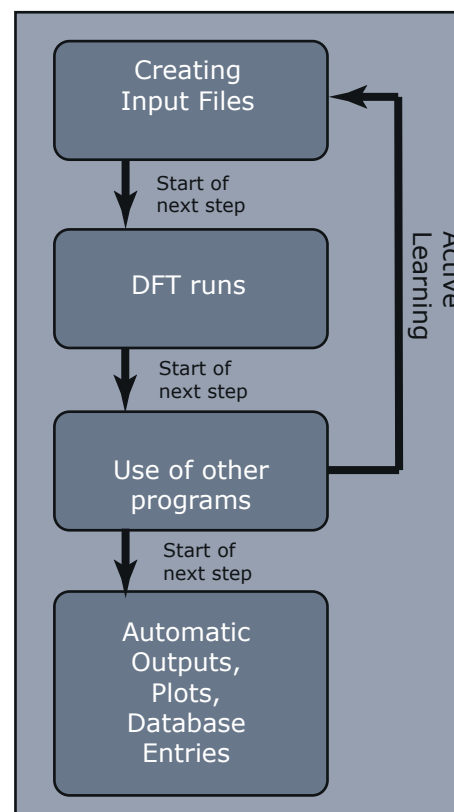 Creating
Input Files
Start of
next step
DFT runs
Start of
next step
Active
Learning
Use of other
programs
Start of
next step
Automatic
Outputs,
Plots,
Database
Entries